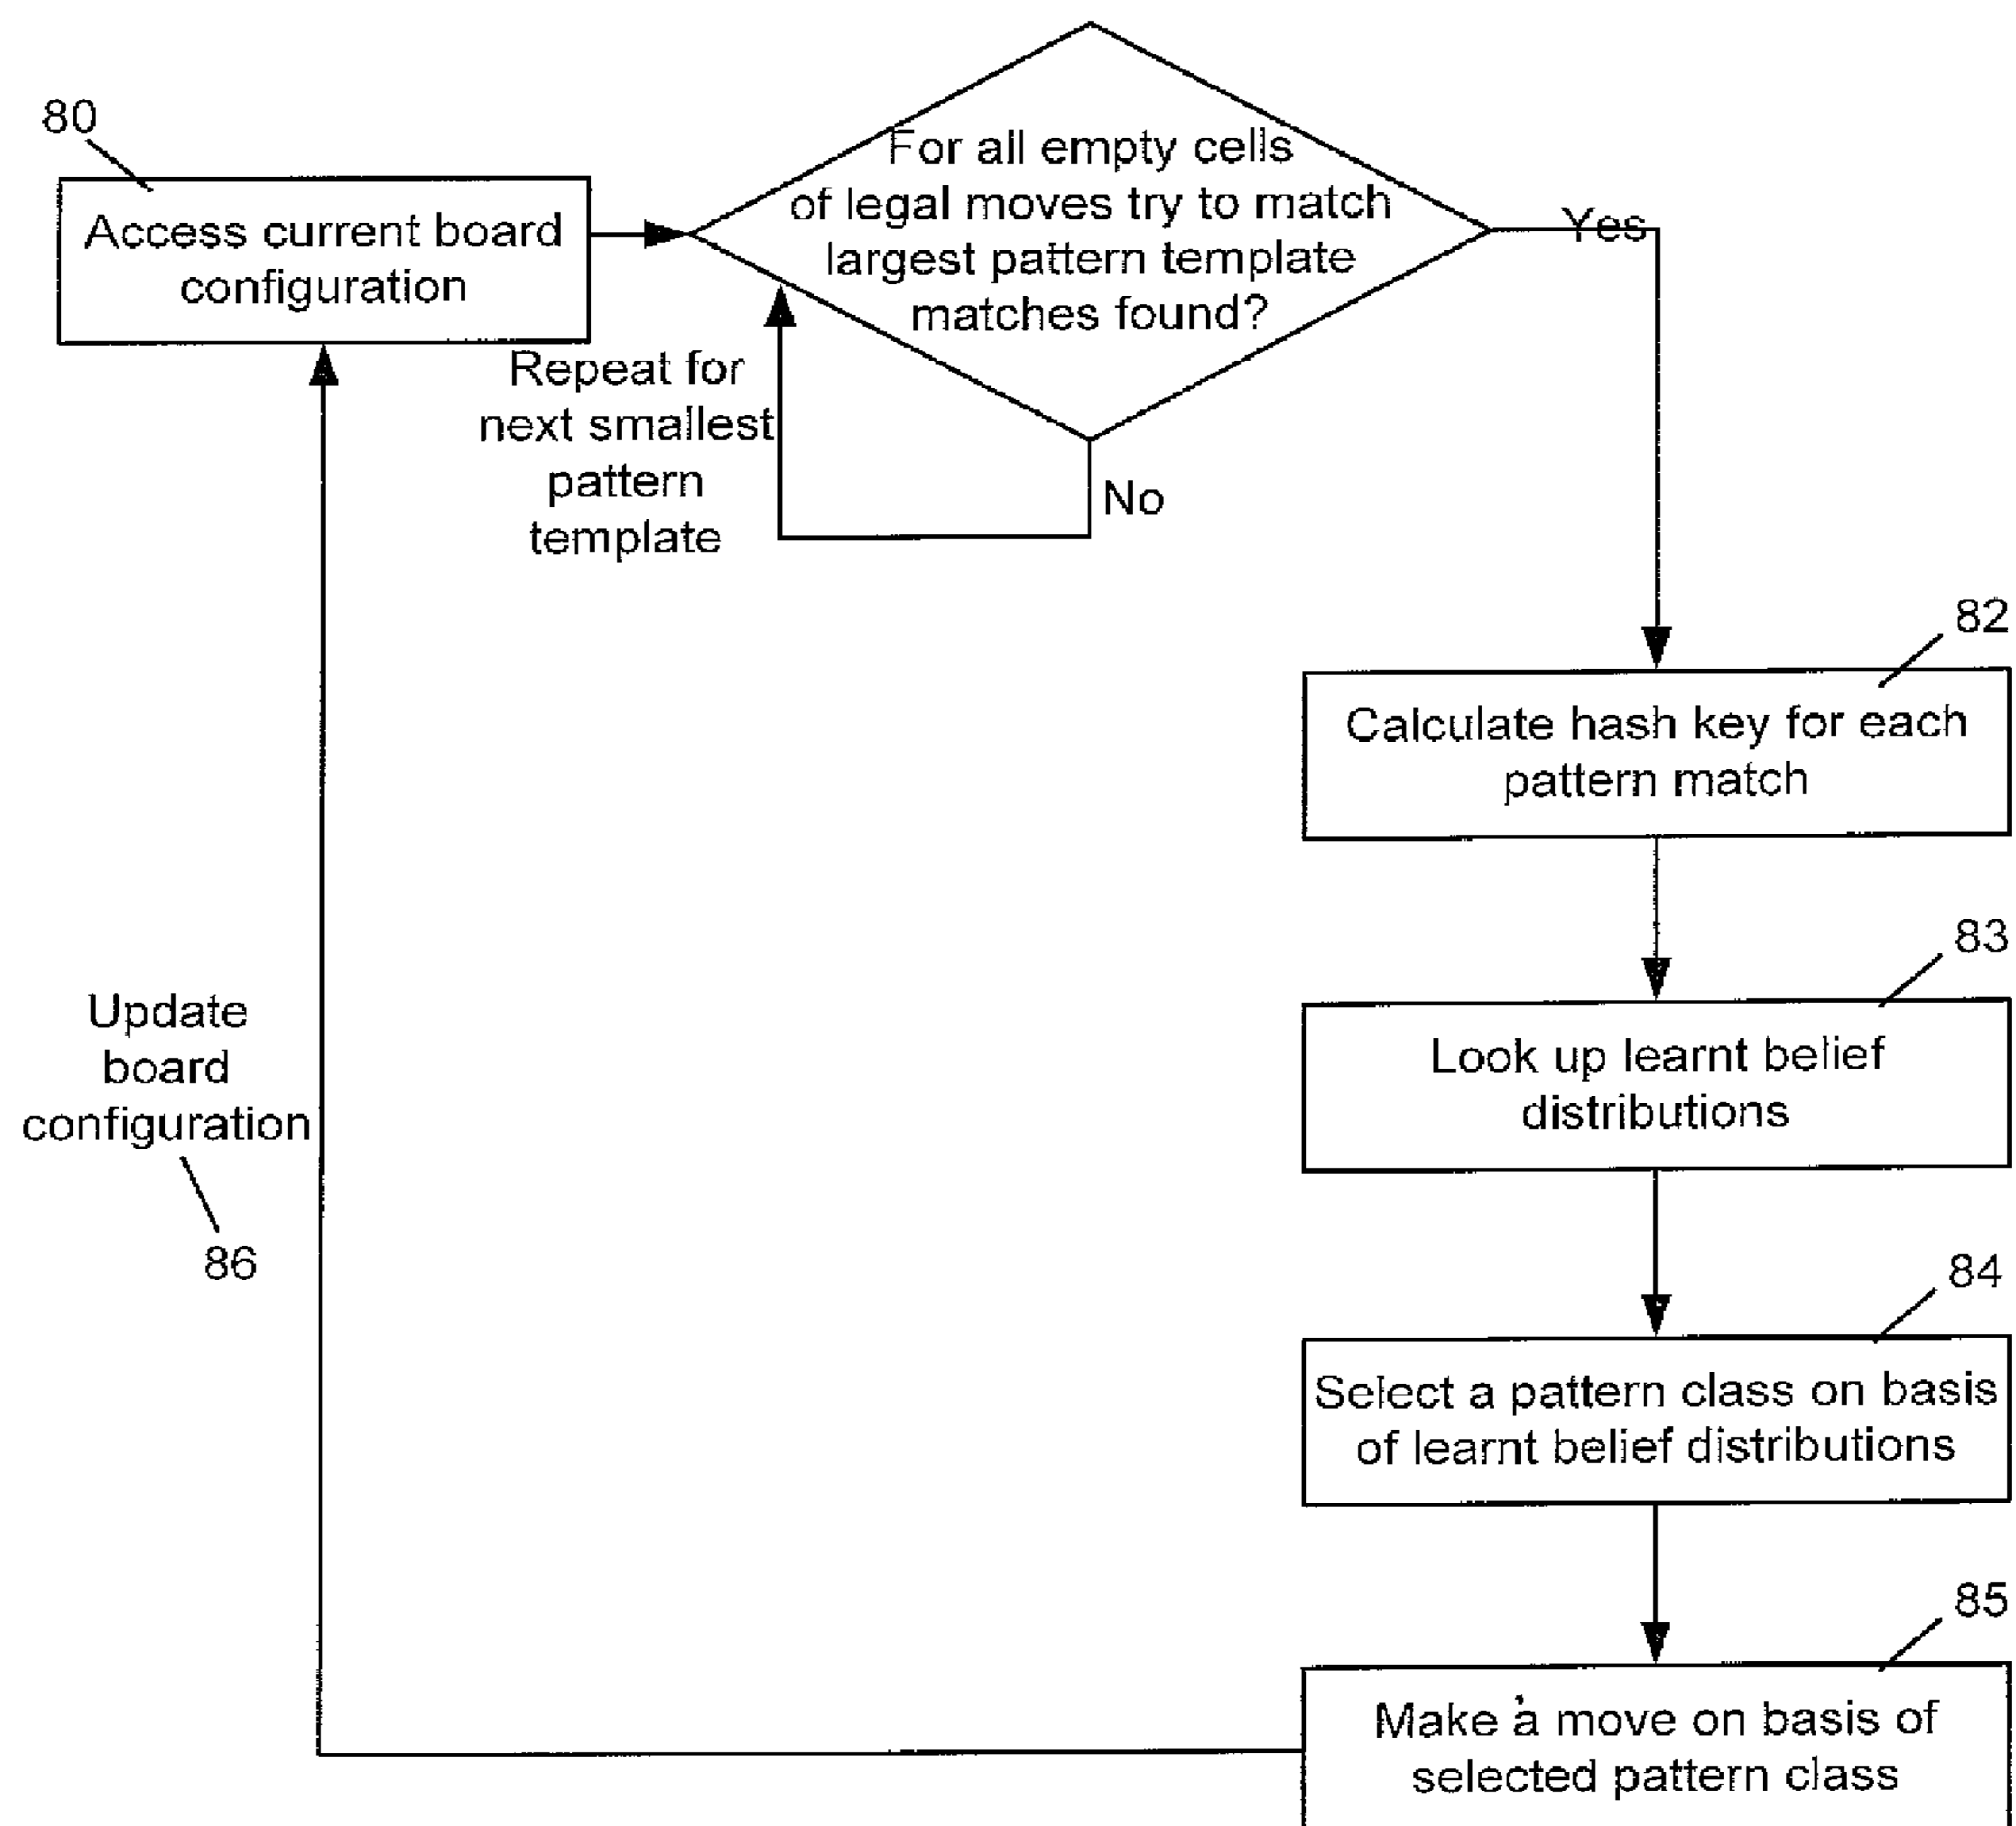 80
Access current board
configuration
For all empty cells
of legal moves try to match
largest pattern template
matches found?
Yes
Repeat for
next smallest
pattern
template
No
82
Calculate hash key for each
pattern match
83
Look up learnt belief
distributions
84
Select a pattern class on basis
of learnt belief distributions
85
Make a move on basis of
selected pattern class
Update
board
configuration
86